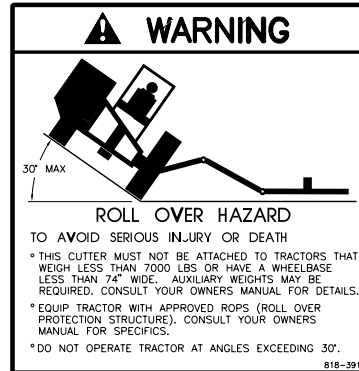 WARNING
30° MAX
ROLL OVER HAZARD
TO AVOID SERIOUS INJURY OR DEATH
° THIS CUTTER MUST NOT BE ATTACHED TO TRACTORS THAT
WEIGH LESS THAN 7000 LBS OR HAVE A WHEELBASE
LESS THAN 74" WIDE. AUXILIARY WEIGHTS MAY BE
REQUIRED. CONSULT YOUR OWNERS MANUAL FOR DETAILS.
° EQUIP TRACTOR WITH APPROVED ROPS (ROLL OVER
PROTECTION STRUCTURE). CONSULT YOUR OWNERS
MANUAL FOR SPECIFICS.
° DO NOT OPERATE TRACTOR AT ANGLES EXCEEDING 30°.
818-391